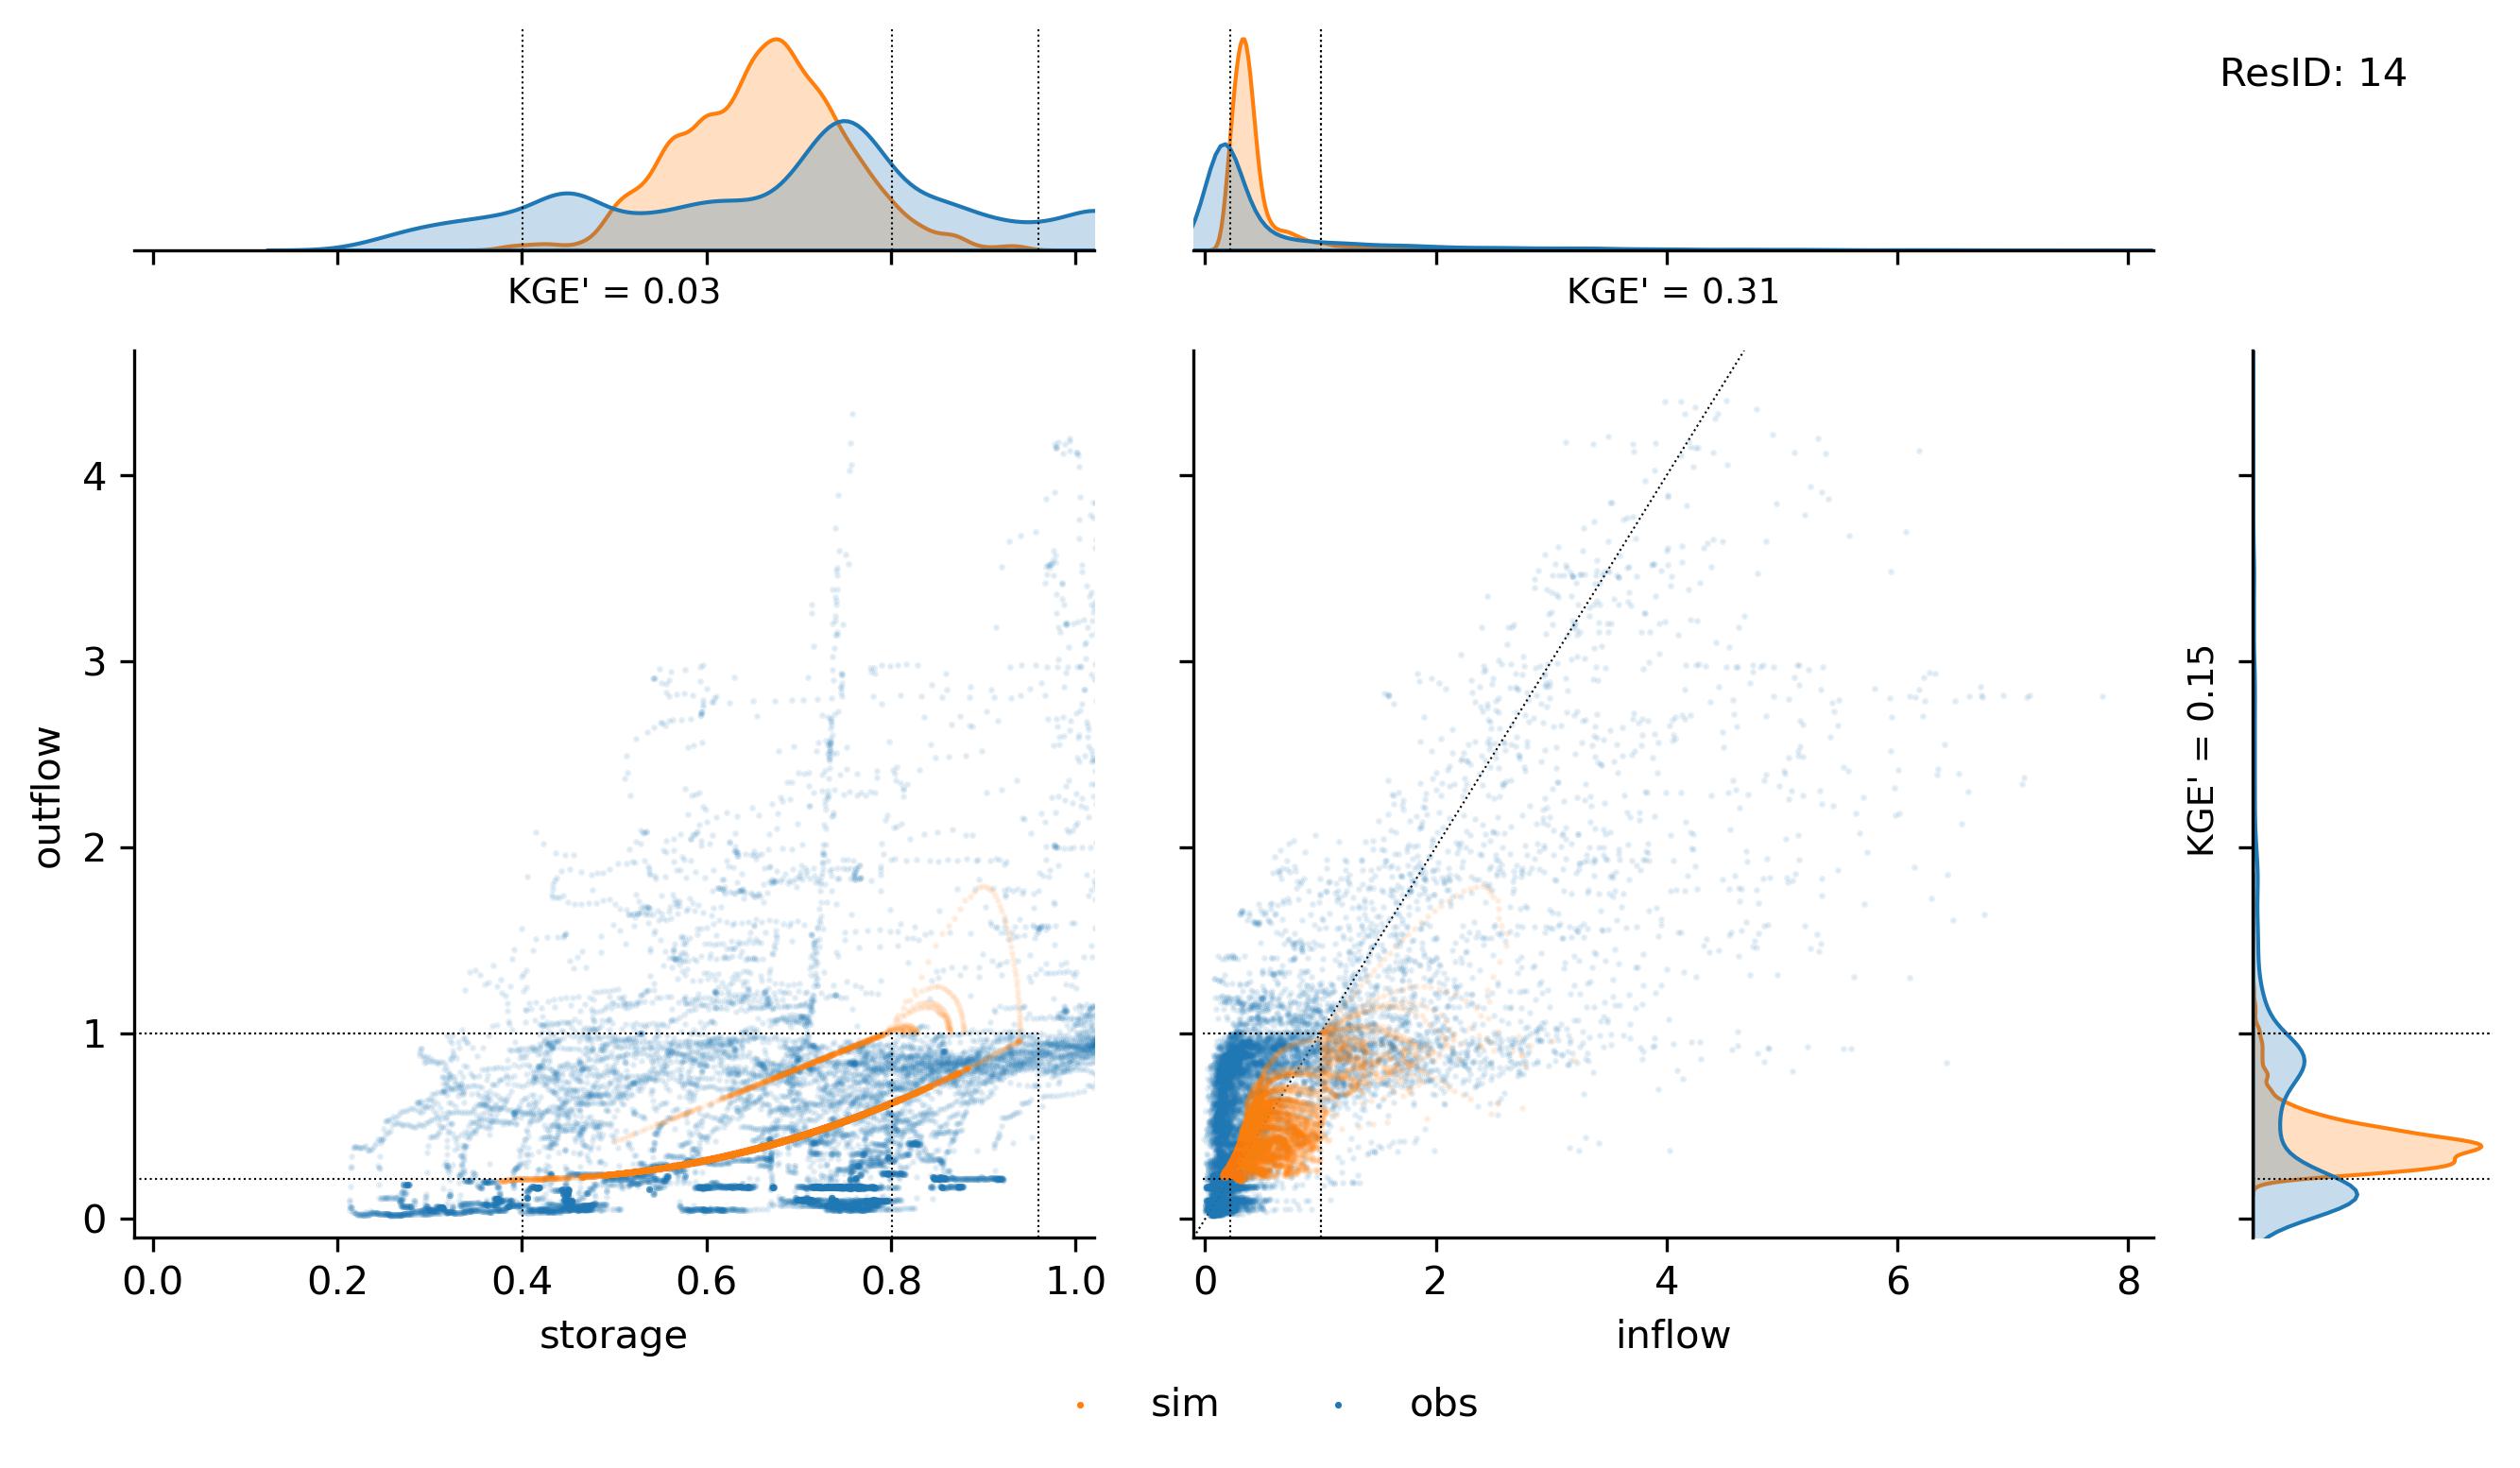 ResID: 14
KGE' = 0.03
KGE' = 0.31
outflow
4
3
2
1
0
KGE' = 0.15
0.0 0.2 0.4 0.6 0.8 1.0
0 2 4 6 8
storage
inflow
sim obs